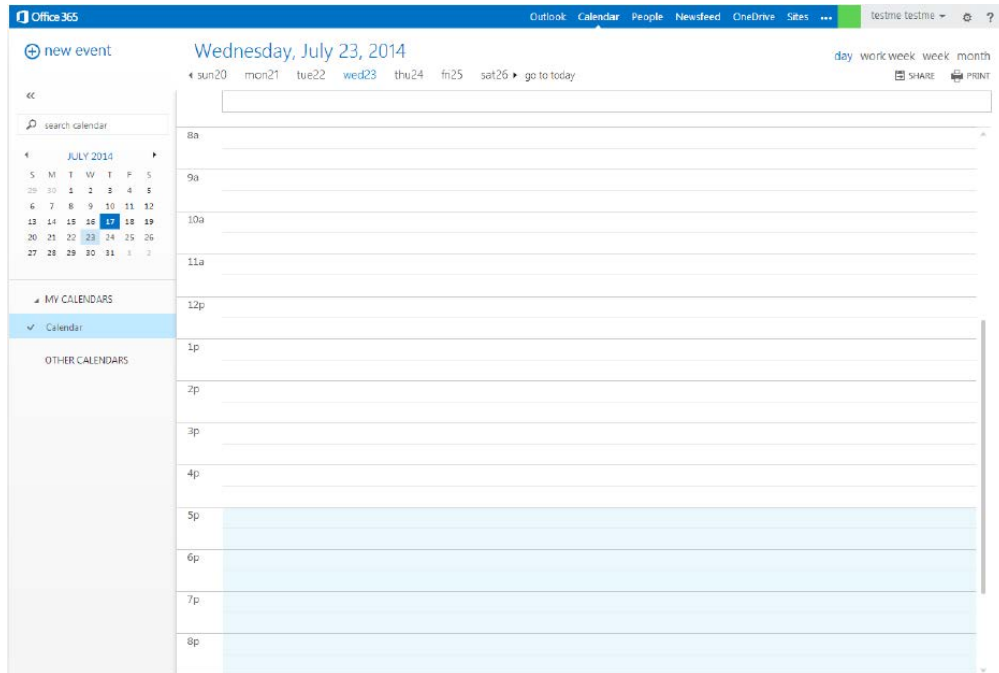 Office 365 Outlook Calendar People Newsfeed OneDrive Sites ••• testme testme ?
new event
Wednesday, July 23, 2014
day work week week month
sun20 mon21 tue22 wed23 thu24 fri25 sat26 go to today
SHARE PRINT
«
search calendar
JULY 2014
S M T W T F S
29 30 1 2 3 4 5
6 7 8 9 10 11 12
13 14 15 16 17 18 19
20 21 22 23 24 25 26
27 28 29 30 31 1 2
MY CALENDARS
Calendar
OTHER CALENDARS
8a
9a
10a
11a
12p
1p
2p
3p
4p
5p
6p
7p
8p